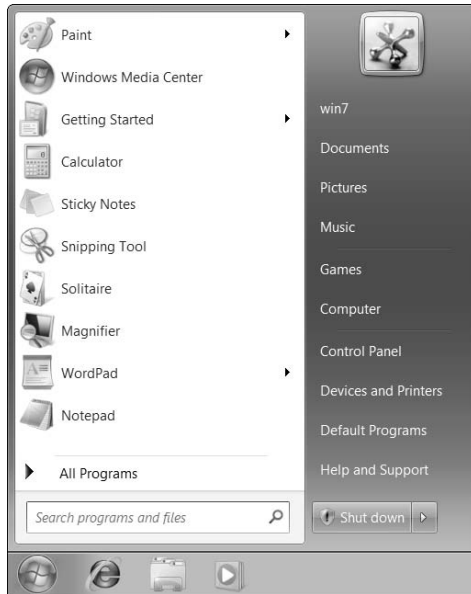 Paint
Windows Media Center
Getting Started
Calculator
Sticky Notes
Snipping Tool
Solitaire
Magnifier
WordPad
Notepad
All Programs
Search programs and files
win7
Documents
Pictures
Music
Games
Computer
Control Panel
Devices and Printers
Default Programs
Help and Support
Shut down